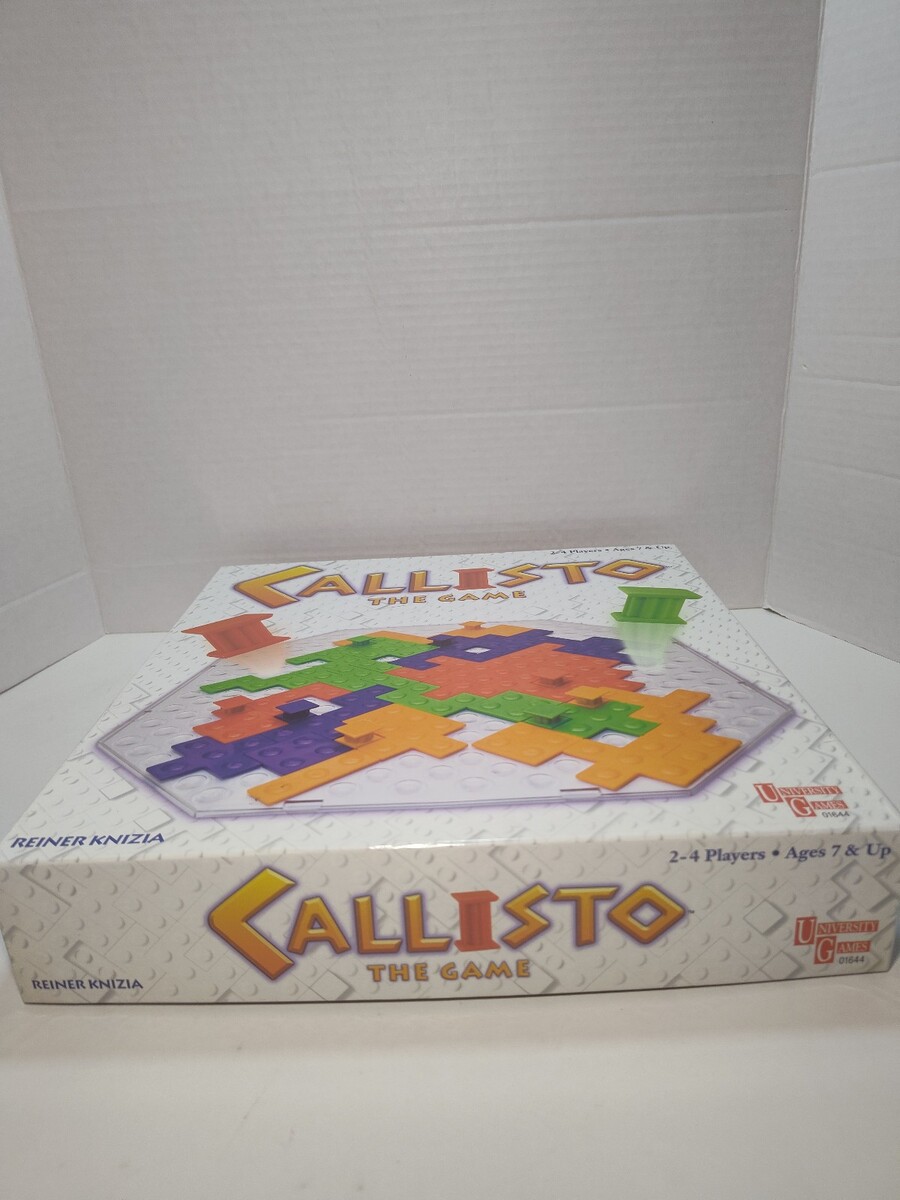 2-4 Players • Ages 7 & Up
CALLISTO
THE GAME
UNIVERSITY
GAMES
01644
REINER KNIZIA
2-4 Players • Ages 7 & Up
CALLISTO™
THE GAME
UNIVERSITY
GAMES
01644
REINER KNIZIA